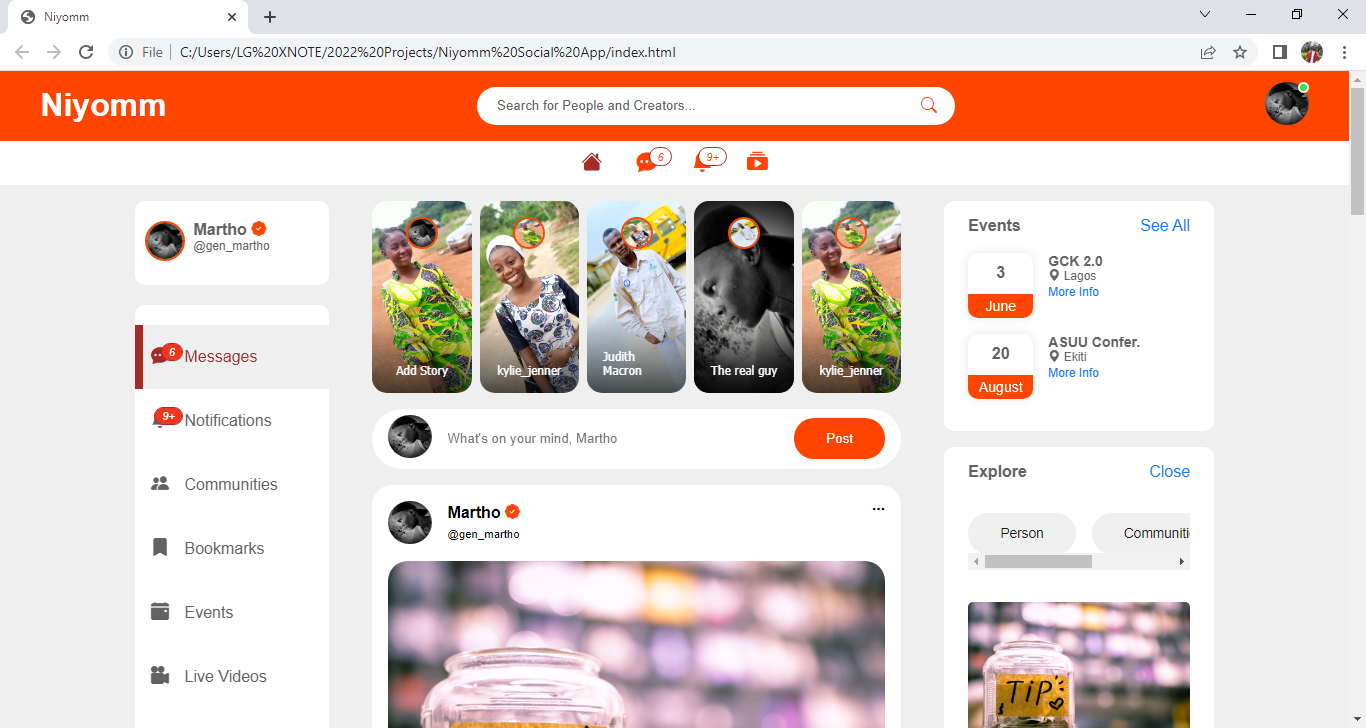 Niyomm
File
C:/Users/LG%20XNOTE/2022%20Projects/Niyomm%20Social%20App/index.html
Niyomm
Search for People and Creators...
6
9+
Martho
@gen_martho
6
Messages
9+
Notifications
Communities
Bookmarks
Events
Live Videos
Add Story
kylie_jenner
Judith
Macron
The real guy
kylie_jenner
What's on your mind, Martho
Post
Martho
@gen_martho
Events
See All
3
June
GCK 2.0
Lagos
More Info
20
August
ASUU Confer.
Ekiti
More Info
Explore
Close
Person
Communiti
TIP